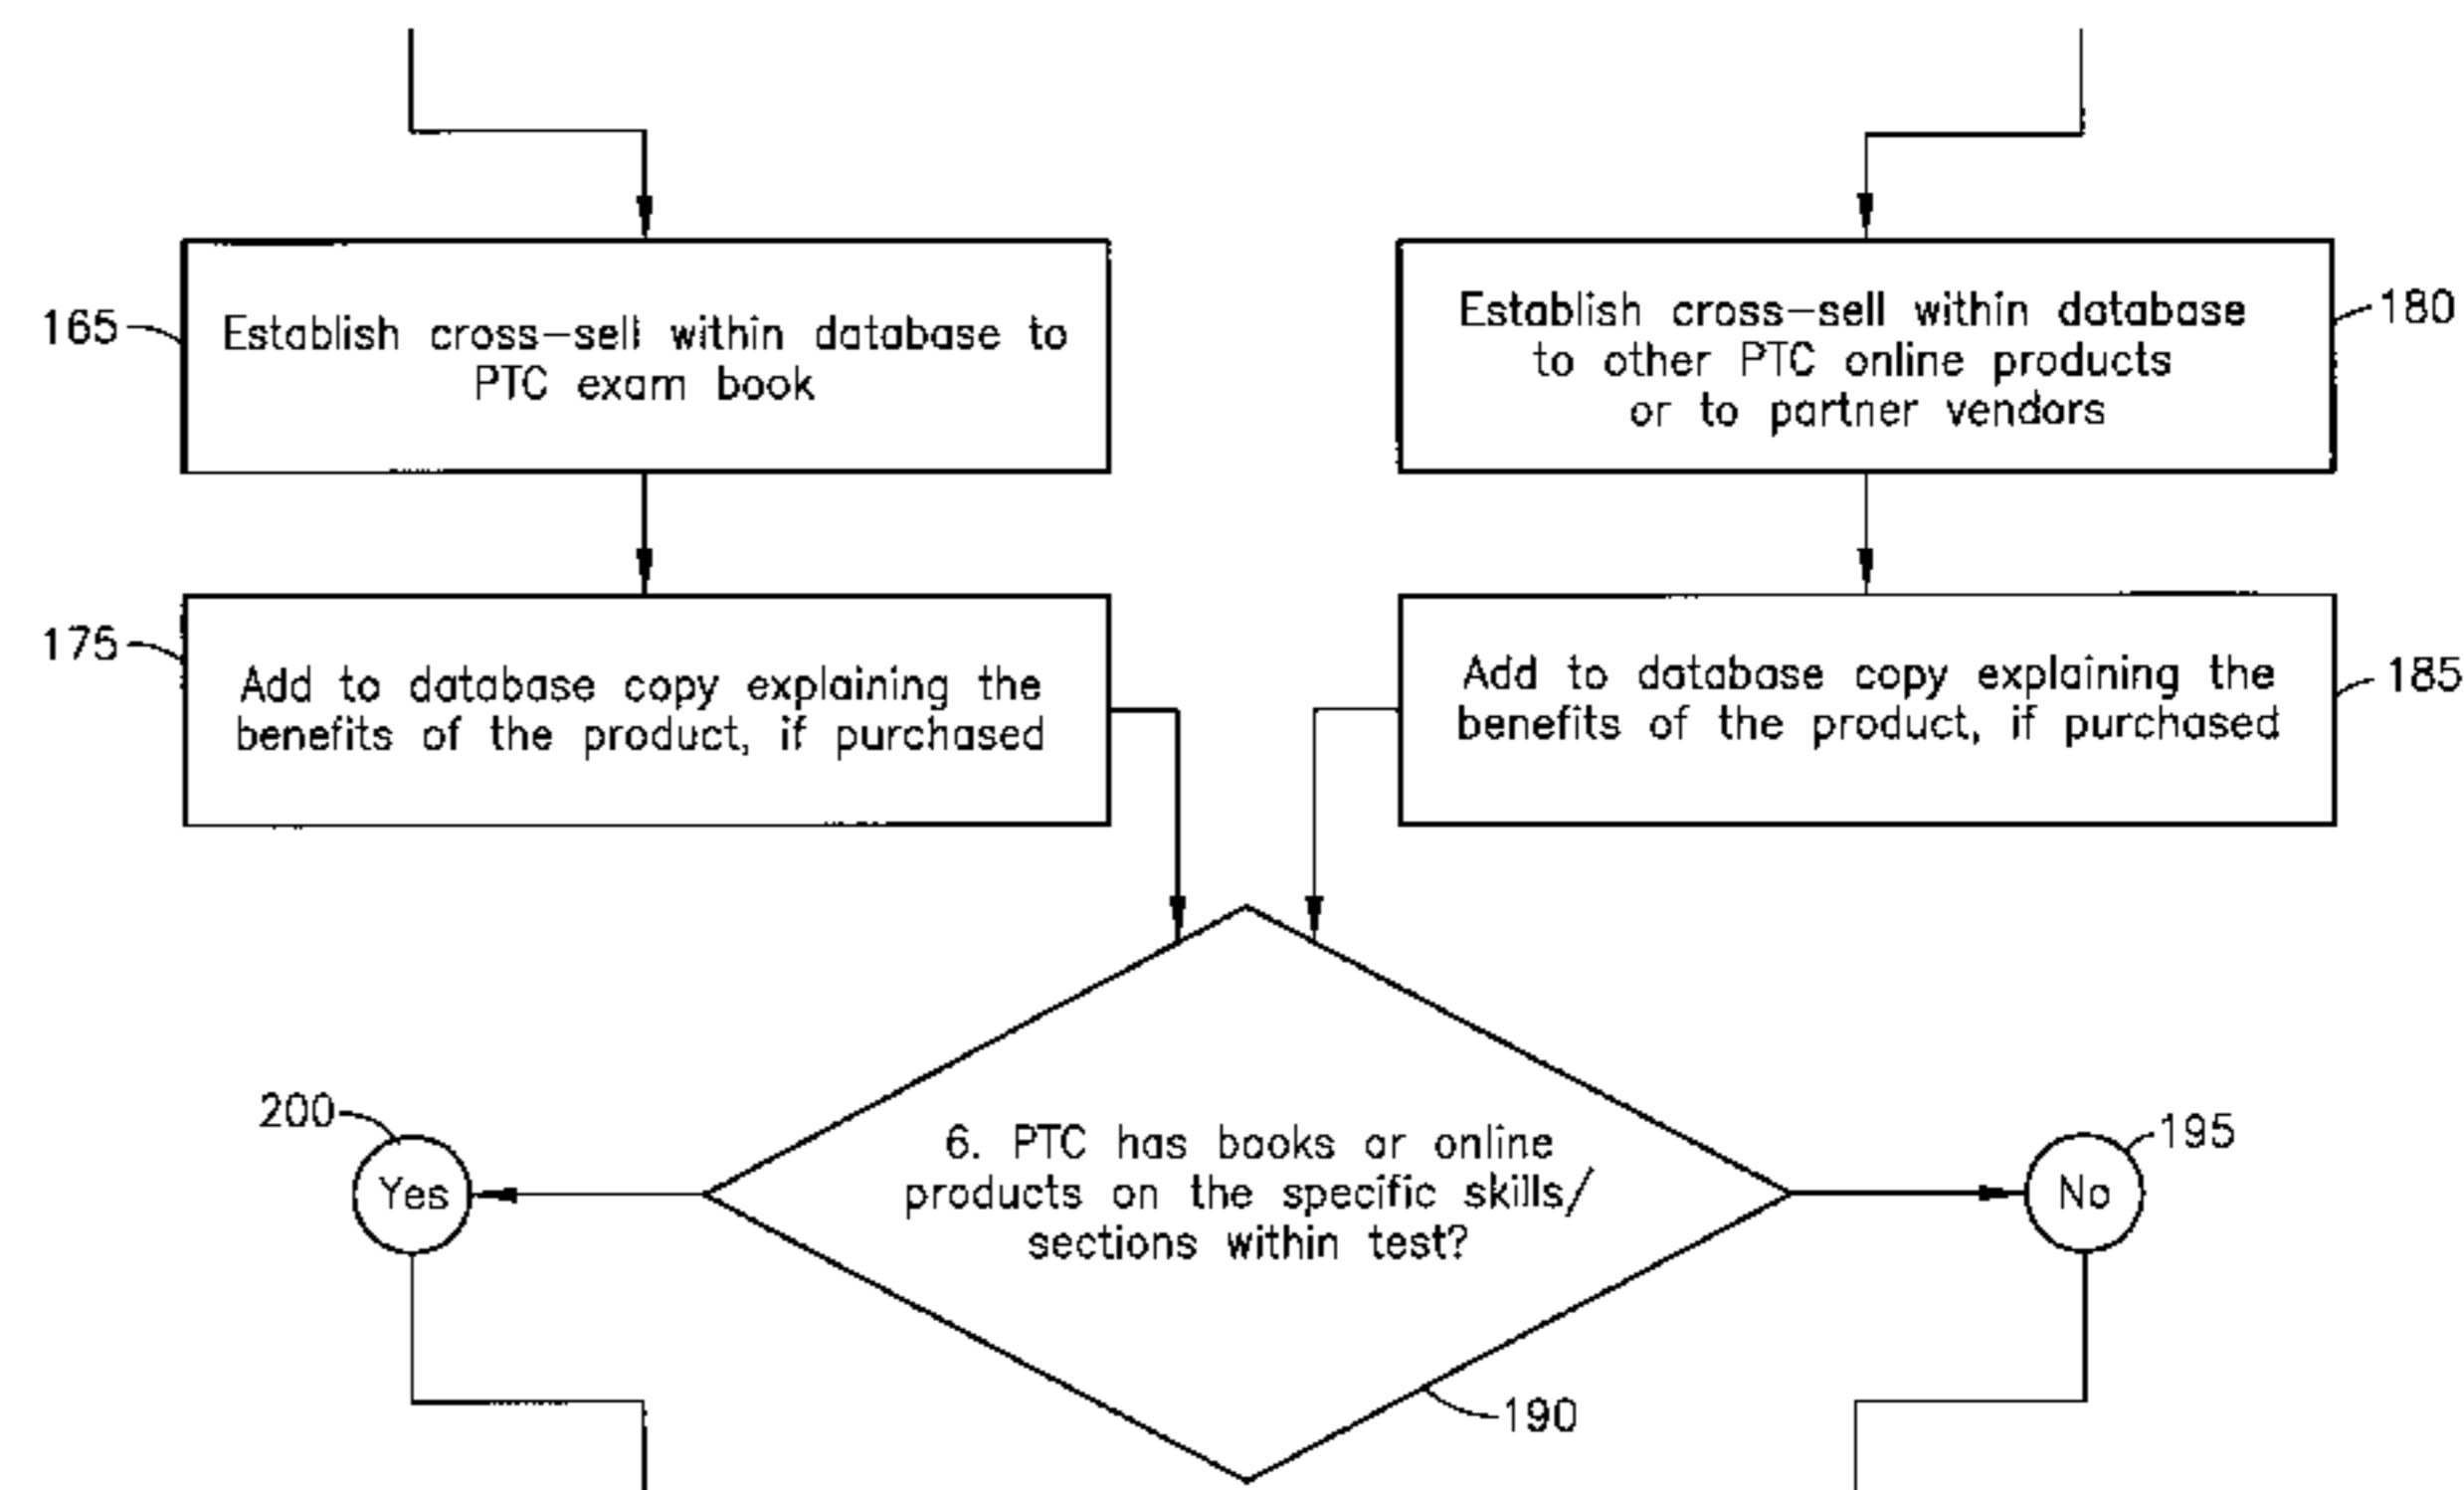 165
Establish cross-sell within database to
PTC exam book
Establish cross-sell within database
to other PTC online products
or to partner vendors
180
175
Add to database copy explaining the
benefits of the product, if purchased
Add to database copy explaining the
benefits of the product, if purchased
185
200
Yes
6. PTC has books or online
products on the specific skills/
sections within test?
195
No
190